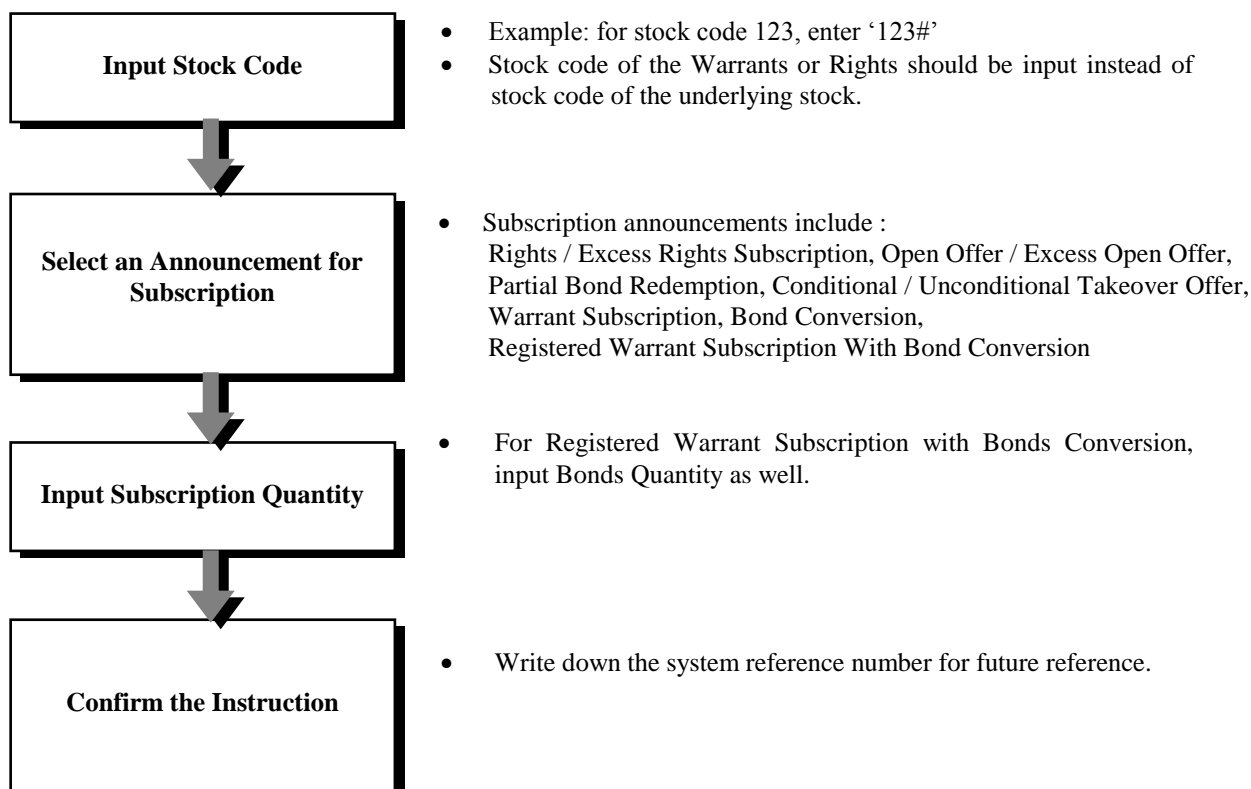 Input Stock Code
• Example: for stock code 123, enter ‘123#’
• Stock code of the Warrants or Rights should be input instead of
stock code of the underlying stock.
Select an Announcement for
Subscription
• Subscription announcements include :
Rights / Excess Rights Subscription, Open Offer / Excess Open Offer,
Partial Bond Redemption, Conditional / Unconditional Takeover Offer,
Warrant Subscription, Bond Conversion,
Registered Warrant Subscription With Bond Conversion
Input Subscription Quantity
• For Registered Warrant Subscription with Bonds Conversion,
input Bonds Quantity as well.
Confirm the Instruction
• Write down the system reference number for future reference.